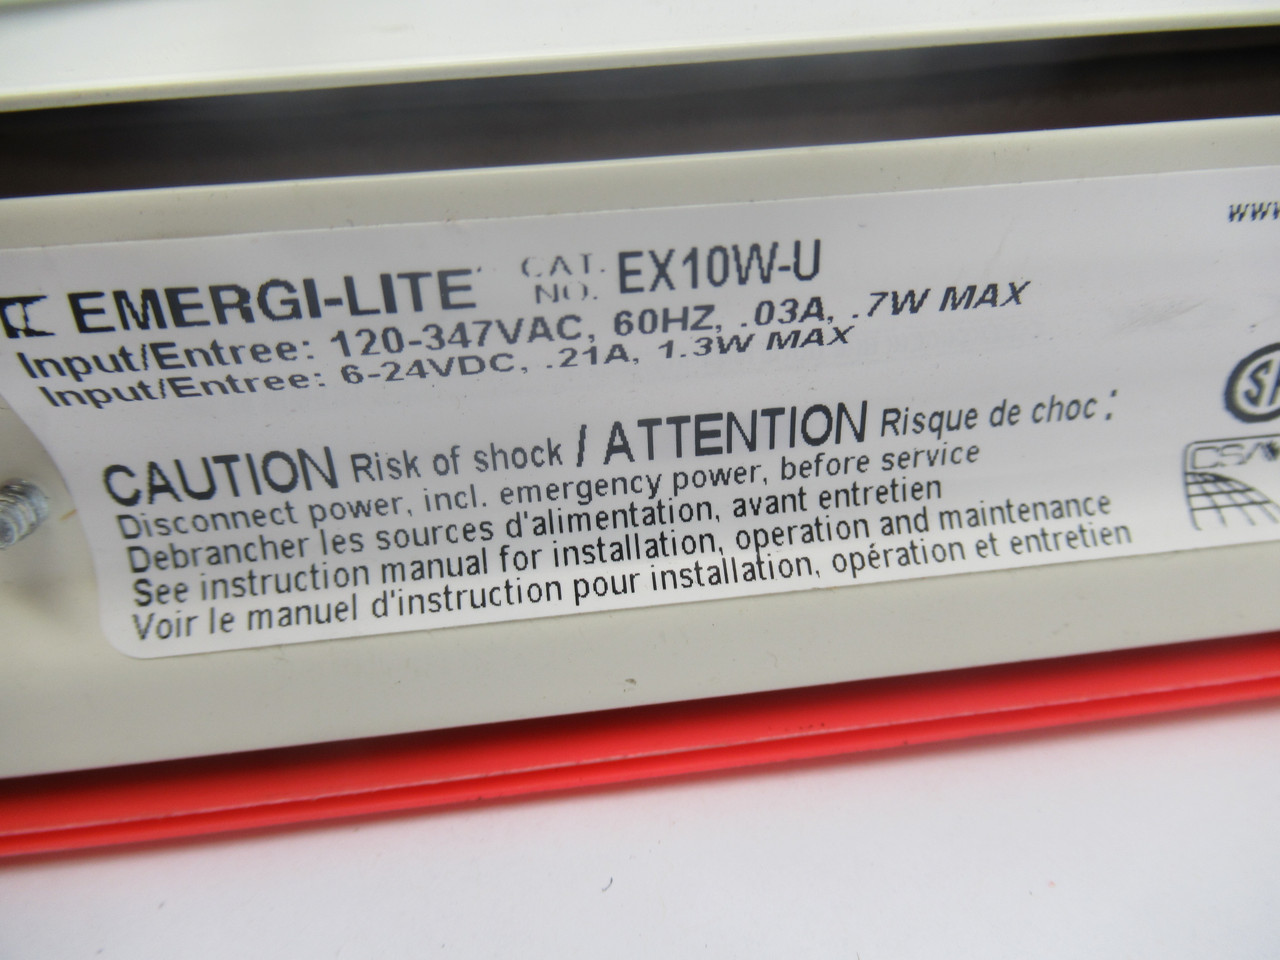 EMERGI-LITE CAT. NO. EX10W-U
Input/Entree: 120-347VAC, 60HZ, .03A, .7W MAX
Input/Entree: 6-24VDC, .21A, 1.3W MAX
CAUTION Risk of shock / ATTENTION Risque de choc :
Disconnect power, incl. emergency power, before service
Debrancher les sources d'alimentation, avant entretien
See instruction manual for installation, operation and maintenance
Voir le manuel d'instruction pour installation, opération et entretien
www
SA
CSA